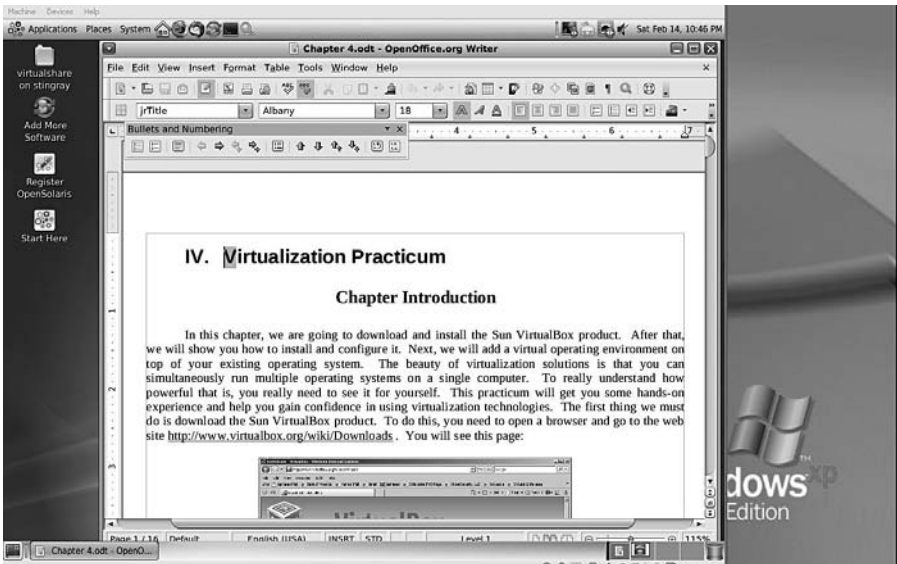 Machine Devices Help
Applications Places System
Sat Feb 14, 10:46 PM
virtualshare
on stingray
Add More
Software
Register
OpenSolaris
Start Here
Chapter 4.odt - OpenOffice.org Writer
File Edit View Insert Format Table Tools Window Help
jrTitle Albany 18
Bullets and Numbering
4 5 6 7
IV. Virtualization Practicum
Chapter Introduction
In this chapter, we are going to download and install the Sun VirtualBox product. After that,
we will show you how to install and configure it. Next, we will add a virtual operating environment on
top of your existing operating system. The beauty of virtualization solutions is that you can
simultaneously run multiple operating systems on a single computer. To really understand how
powerful that is, you really need to see it for yourself. This practicum will get you some hands-on
experience and help you gain confidence in using virtualization technologies. The first thing we must
do is download the Sun VirtualBox product. To do this, you need to open a browser and go to the web
site http://www.virtualbox.org/wiki/Downloads . You will see this page:
VirtualBox
Page 1 / 16 Default English (USA) INSRT STD Level 1 115%
Chapter 4.odt - OpenO...
dows xp
Edition